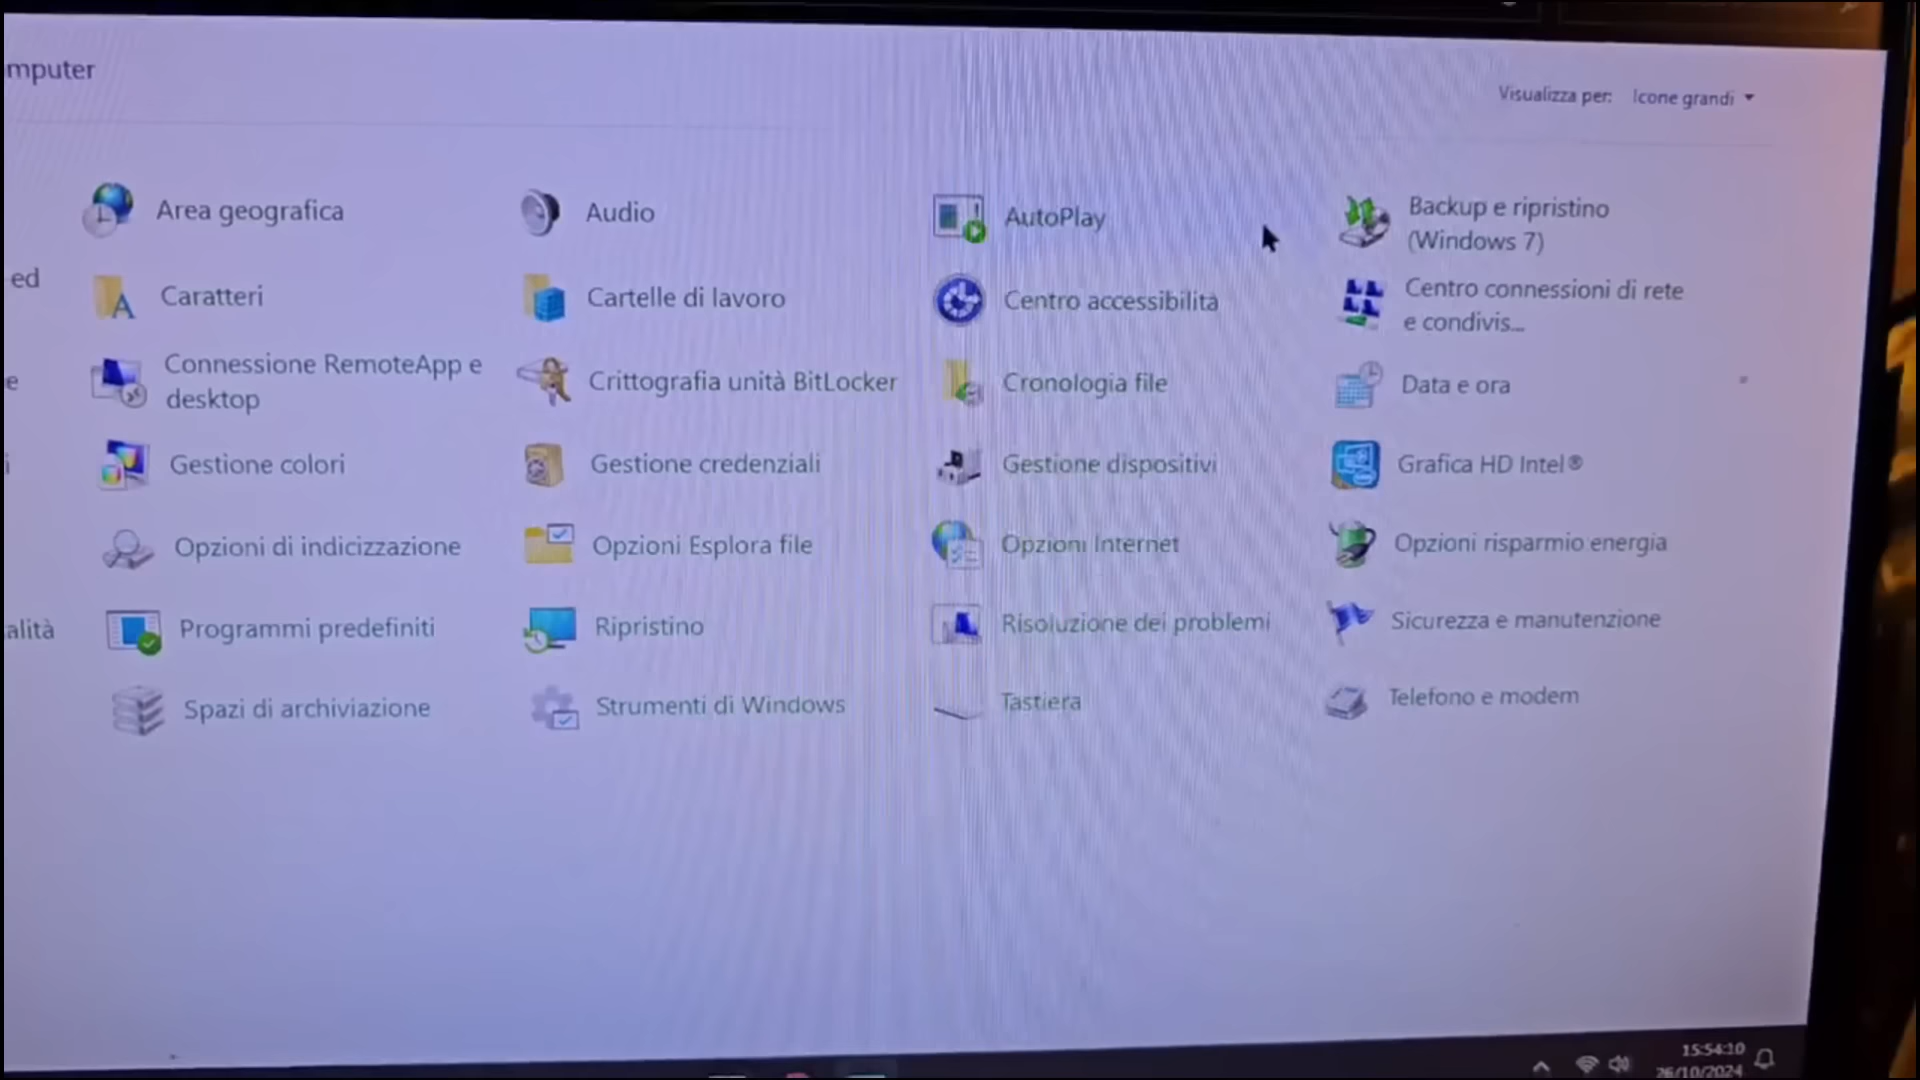 mputer
Visualizza per: Icone grandi
Area geografica
Audio
AutoPlay
Backup e ripristino
(Windows 7)
ed
Caratteri
Cartelle di lavoro
Centro accessibilità
Centro connessioni di rete
e condivis...
e
Connessione RemoteApp e
desktop
Crittografia unità BitLocker
Cronologia file
Data e ora
i
Gestione colori
Gestione credenziali
Gestione dispositivi
Grafica HD Intel®
Opzioni di indicizzazione
Opzioni Esplora file
Opzioni Internet
Opzioni risparmio energia
alità
Programmi predefiniti
Ripristino
Risoluzione dei problemi
Sicurezza e manutenzione
Spazi di archiviazione
Strumenti di Windows
Tastiera
Telefono e modem
15:54:10
26/10/2024